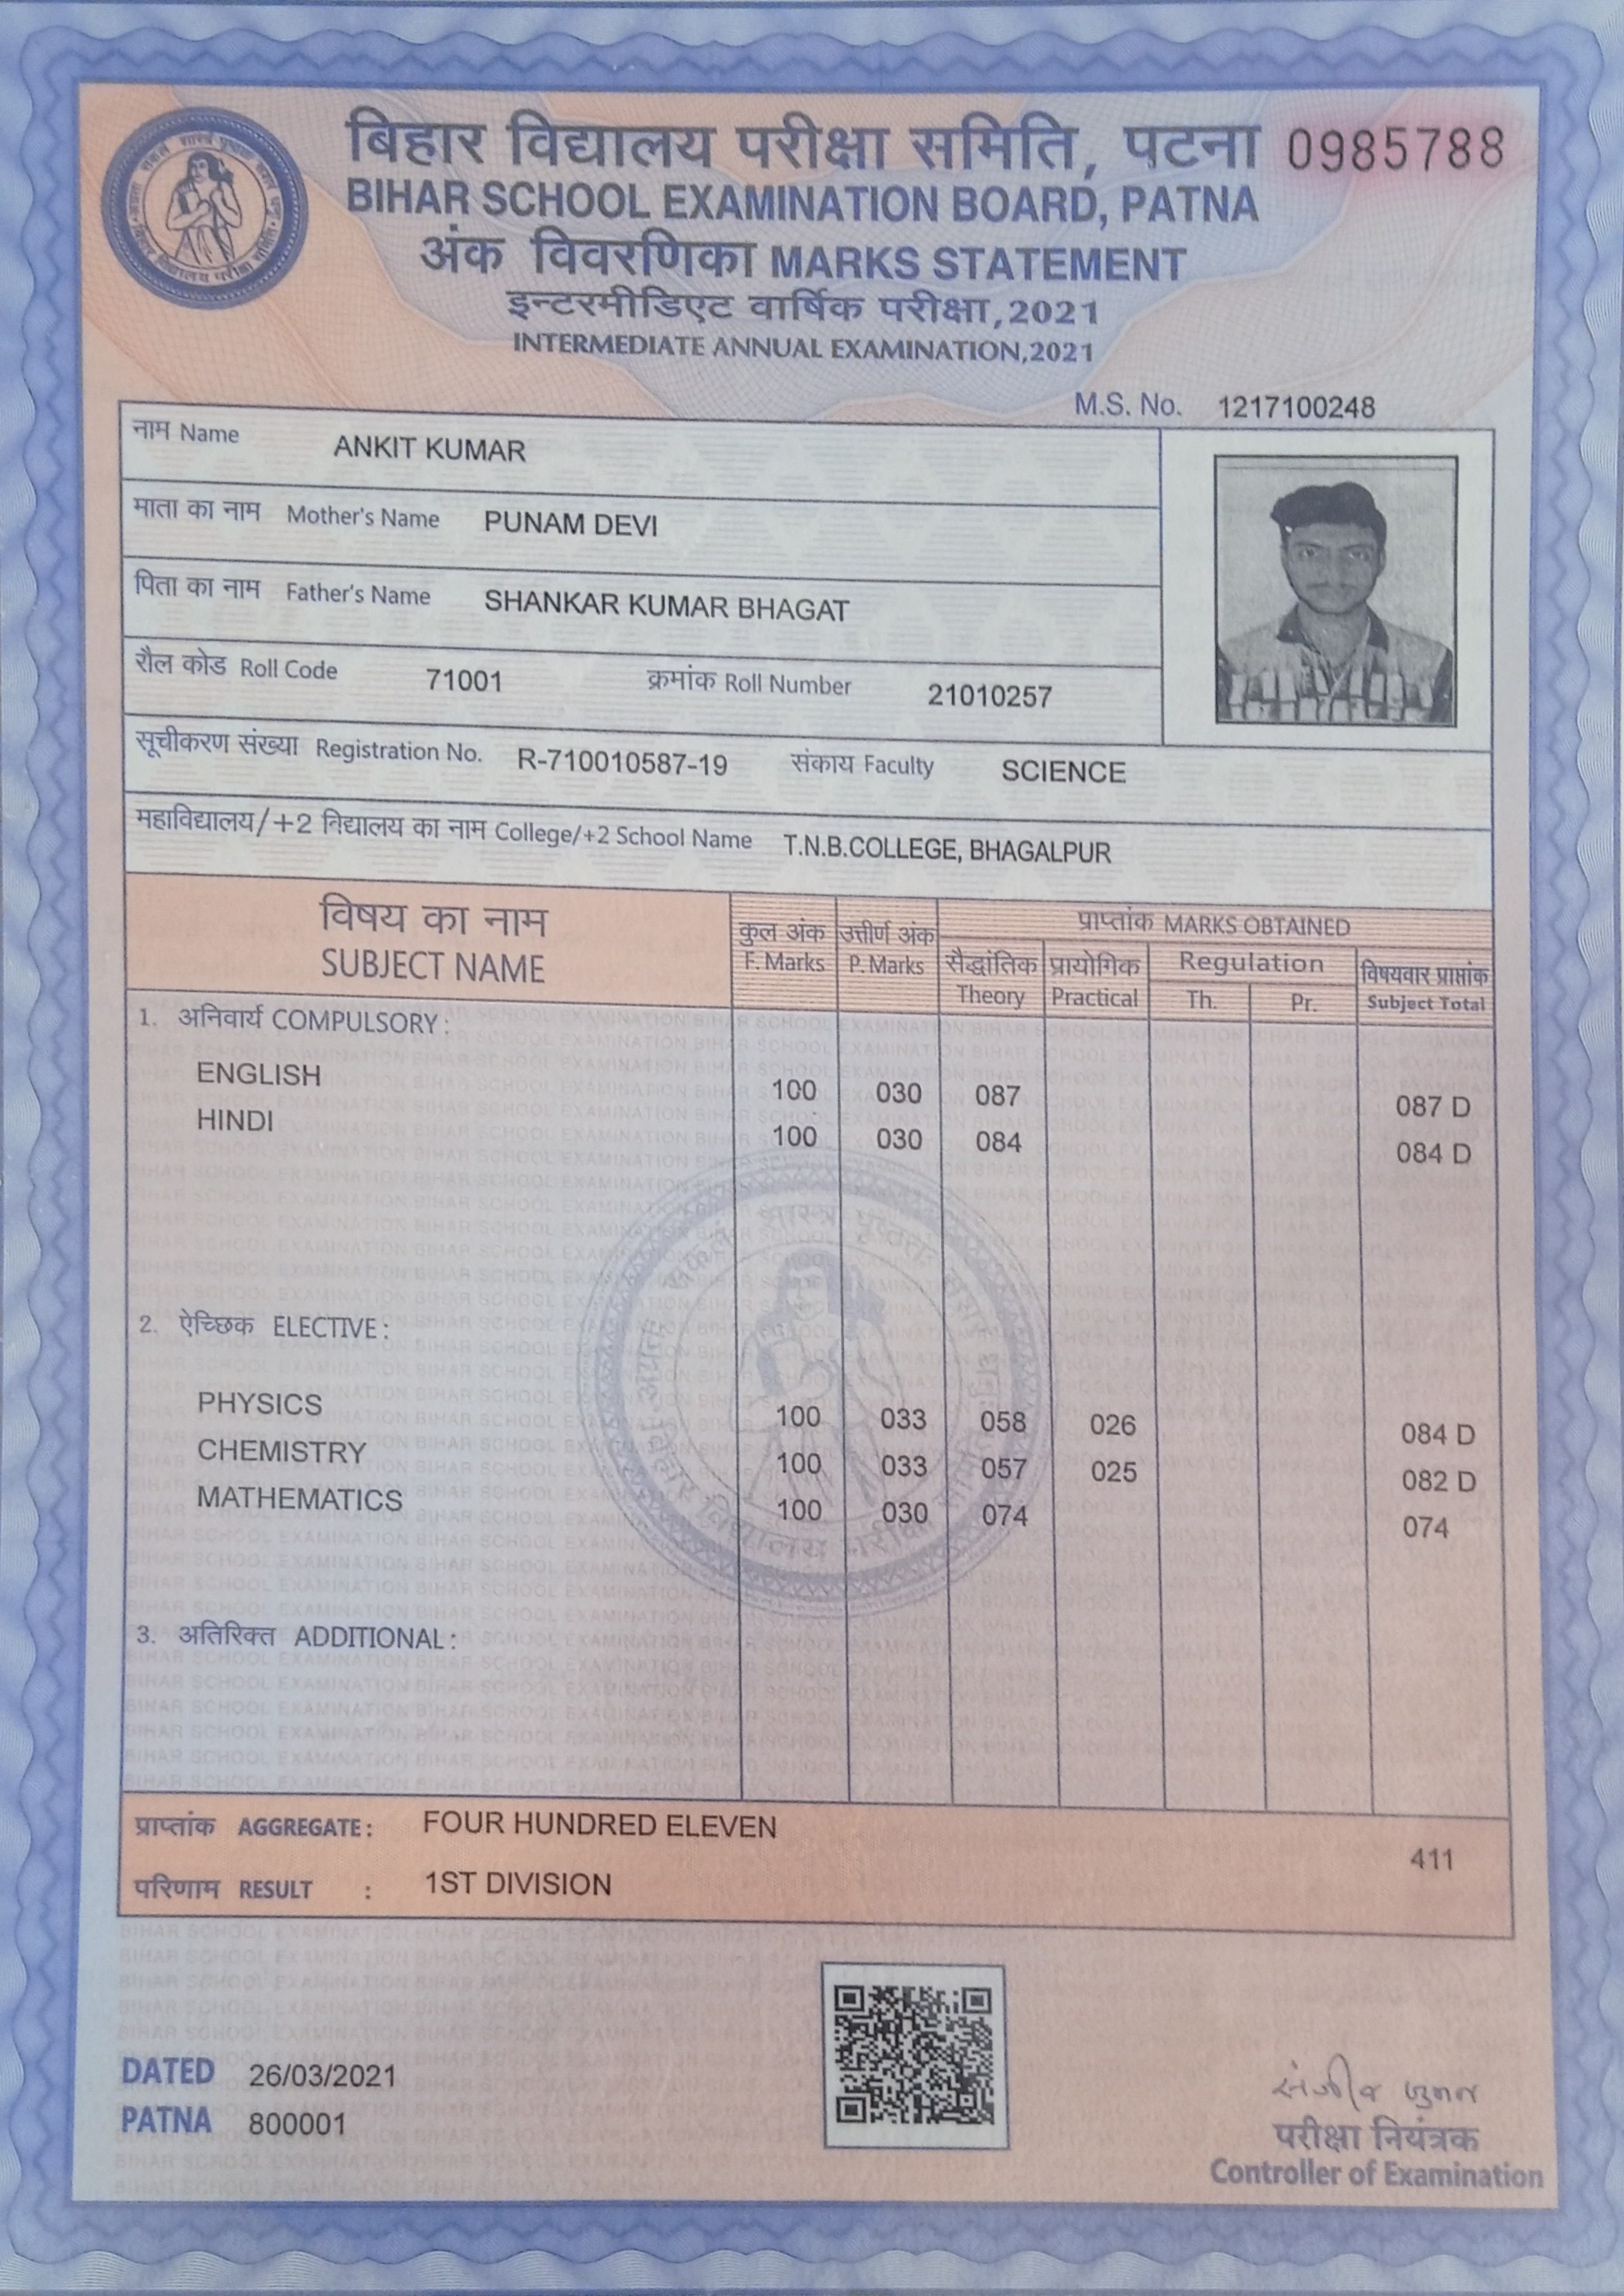 बिहार विद्यालय परीक्षा समिति, पटना 0985788
BIHAR SCHOOL EXAMINATION BOARD, PATNA
अंक विवरणिका MARKS STATEMENT
इन्टरमीडिएट वार्षिक परीक्षा,2021
INTERMEDIATE ANNUAL EXAMINATION,2021
M.S. No. 1217100248
नाम Name ANKIT KUMAR
माता का नाम Mother's Name PUNAM DEVI
पिता का नाम Father's Name SHANKAR KUMAR BHAGAT
रौल कोड Roll Code 71001 क्रमांक Roll Number 21010257
सूचीकरण संख्या Registration No. R-710010587-19 संकाय Faculty SCIENCE
महाविद्यालय/+2 विद्यालय का नाम College/+2 School Name T.N.B.COLLEGE, BHAGALPUR
विषय का नाम कुल अंक उत्तीर्ण अंक प्राप्तांक MARKS OBTAINED
SUBJECT NAME F. Marks P. Marks सैद्धांतिक प्रायोगिक Regulation विषयवार प्राप्तांक
Theory Practical Th. Pr. Subject Total
1. अनिवार्य COMPULSORY:
ENGLISH 100 030 087 087 D
HINDI 100 030 084 084 D
2. ऐच्छिक ELECTIVE:
PHYSICS 100 033 058 026 084 D
CHEMISTRY 100 033 057 025 082 D
MATHEMATICS 100 030 074 074
3. अतिरिक्त ADDITIONAL:
प्राप्तांक AGGREGATE: FOUR HUNDRED ELEVEN 411
परिणाम RESULT : 1ST DIVISION
DATED 26/03/2021
PATNA 800001
परीक्षा नियंत्रक
Controller of Examination